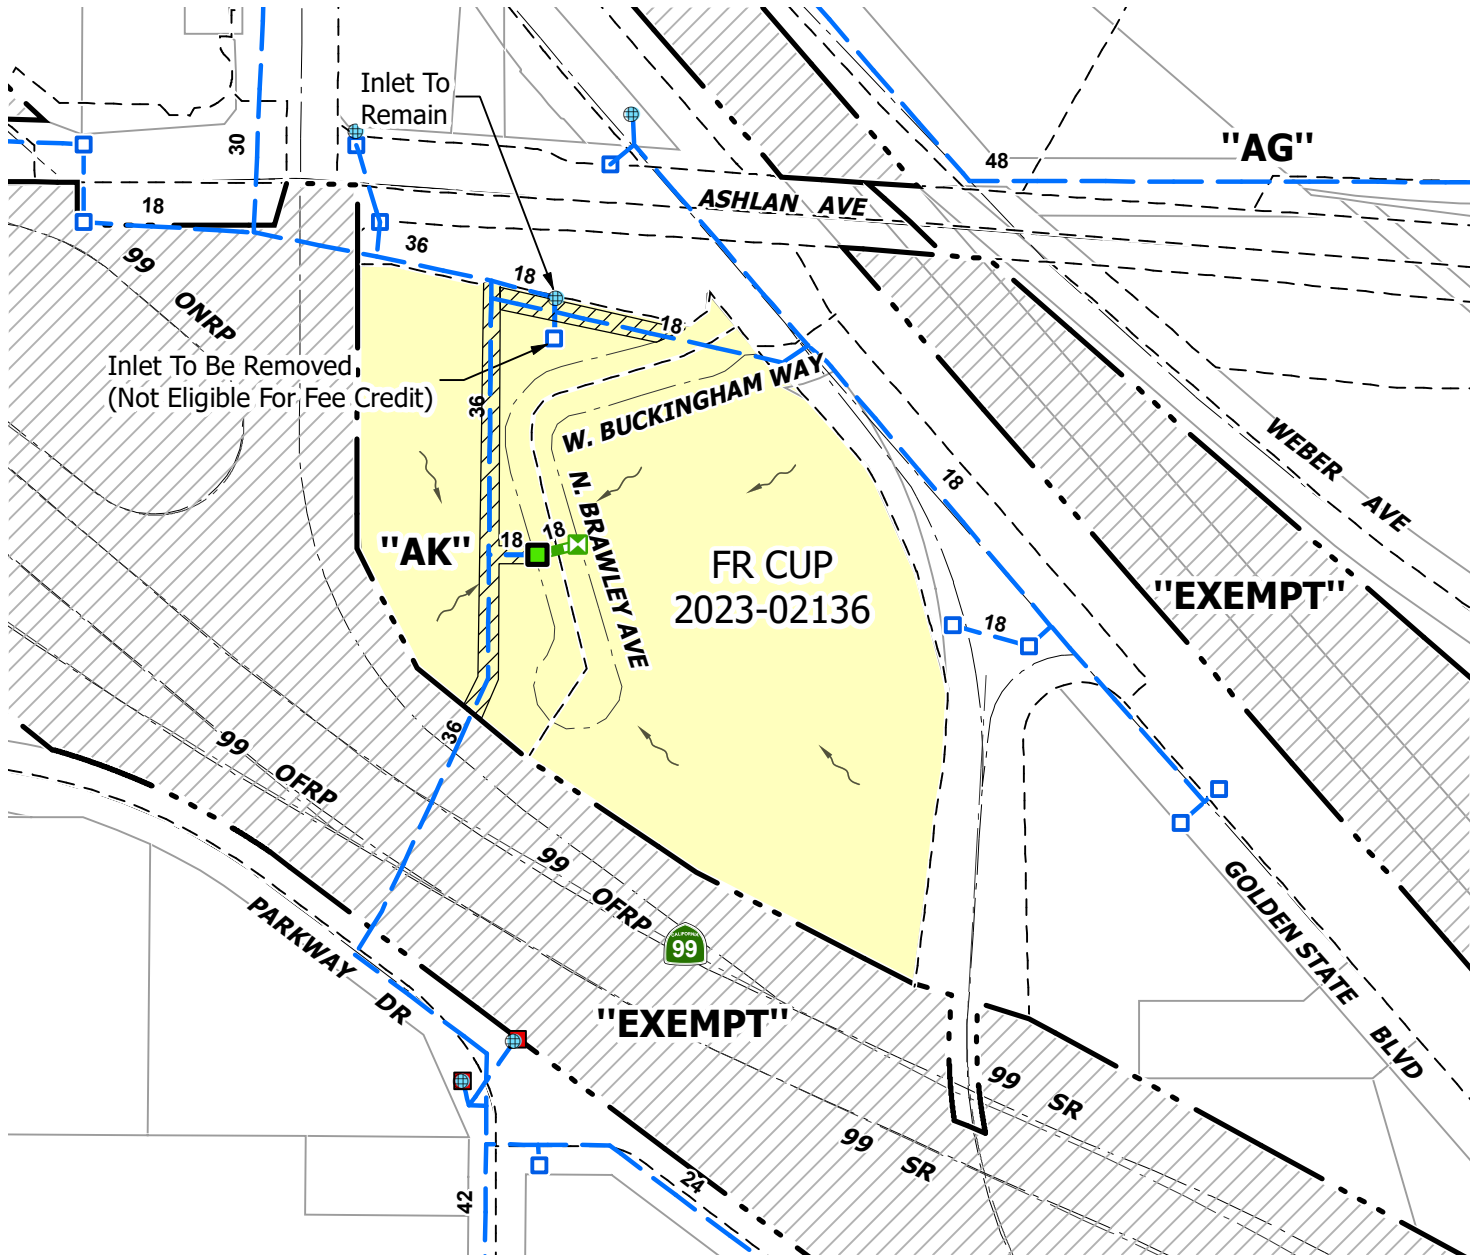 Inlet To
Remain
30
"AG"
48
18
ASHLAN AVE
36
99
18
ONRP
18
Inlet To Be Removed
(Not Eligible For Fee Credit)
W. BUCKINGHAM WAY
36
WEBER AVE
18
N. BRAWLEY AVE
"AK"
18
18
FR CUP
2023-02136
"EXEMPT"
18
36
99 OFRP
99 OFRP
CALIFORNIA
99
GOLDEN STATE BLVD
PARKWAY DR
"EXEMPT"
99 SR
99 SR
42
24